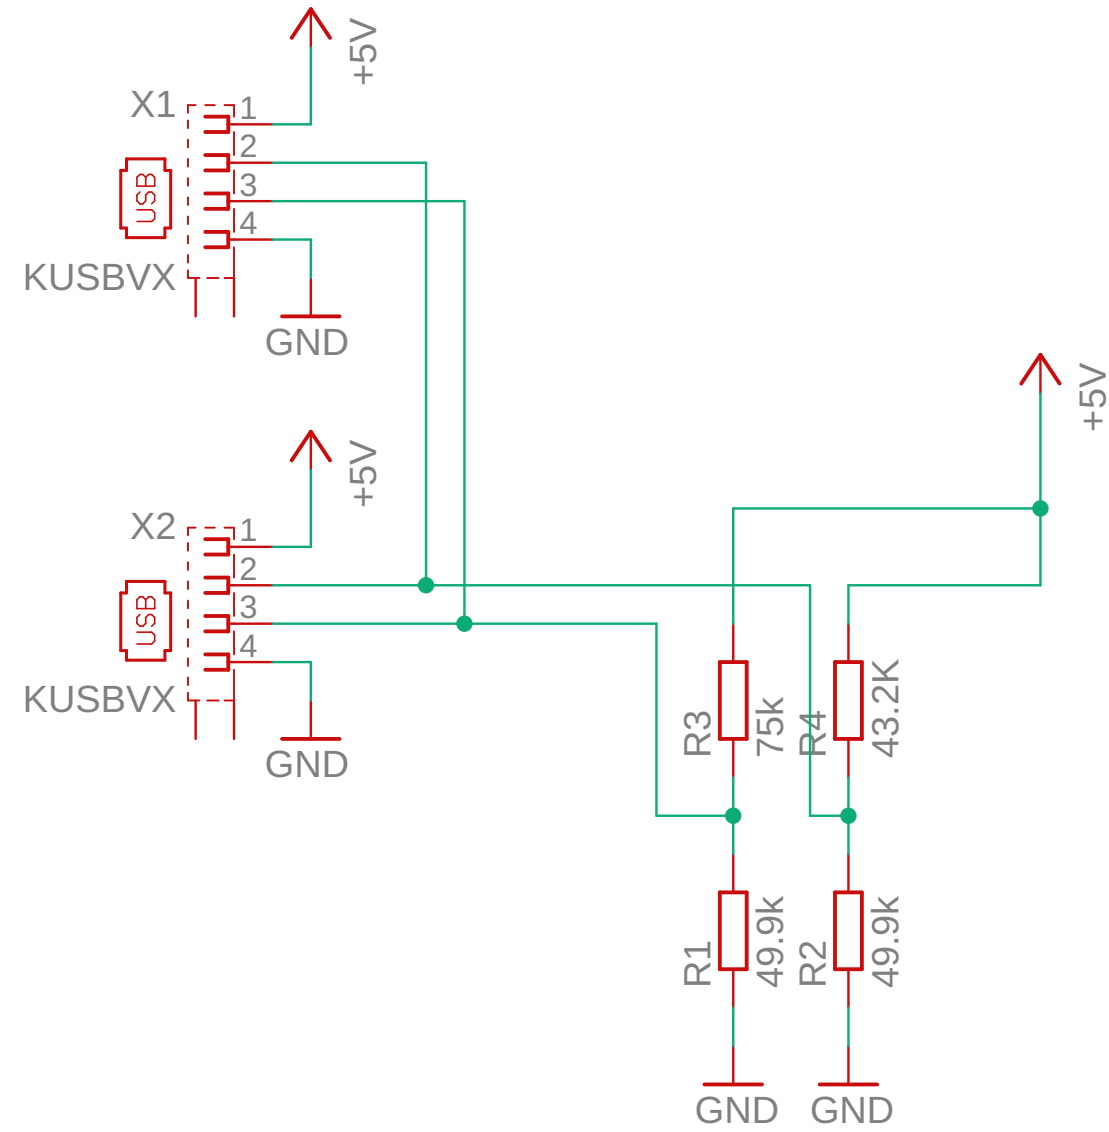 +5V
X1
1
2
3
4
USB
KUSBVX
GND
+5V
+5V
X2
1
2
3
4
USB
KUSBVX
GND
R3
75k
R4
43.2K
R1
49.9k
R2
49.9k
GND
GND